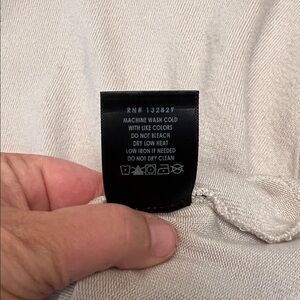 RN# 132829
MACHINE WASH COLD
WITH LIKE COLORS
DO NOT BLEACH
DRY LOW HEAT
LOW IRON IF NEEDED
DO NOT DRY CLEAN